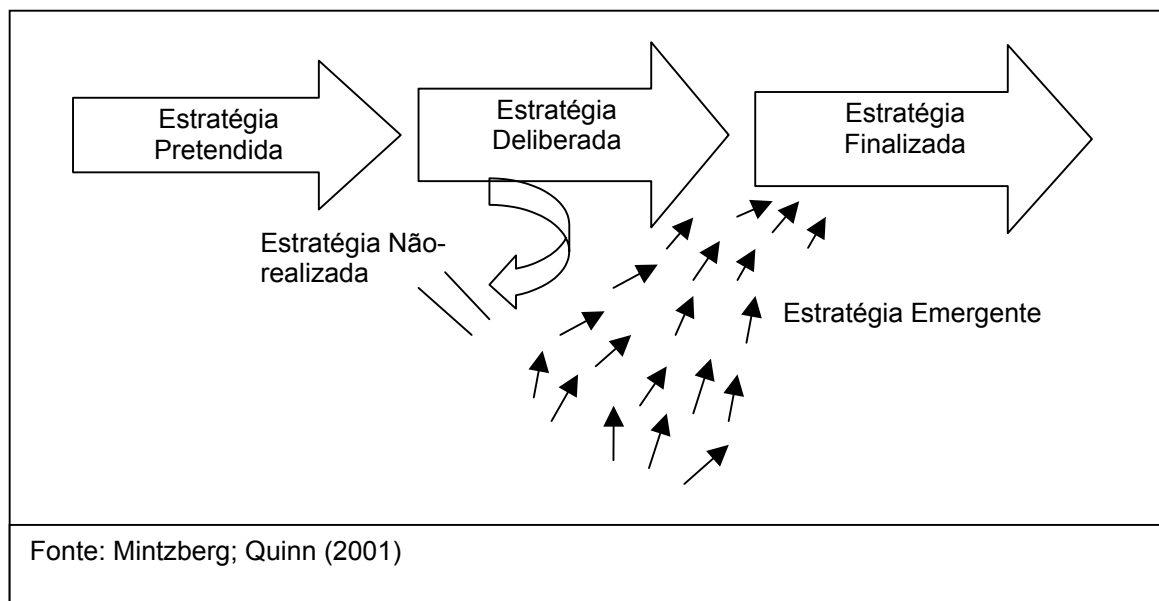 Estratégia
Pretendida
Estratégia
Deliberada
Estratégia
Finalizada
Estratégia Não-
realizada
Estratégia Emergente
Fonte: Mintzberg; Quinn (2001)